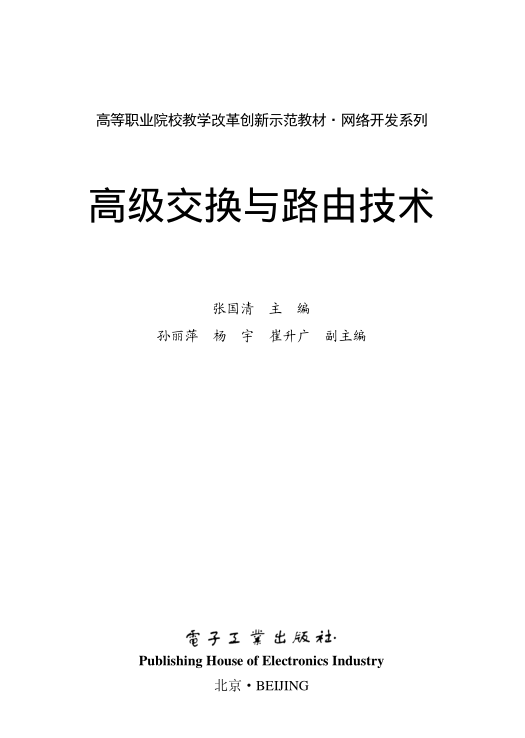 高等职业院校教学改革创新示范教材·网络开发系列
高级交换与路由技术
张国清　主　编
孙丽萍　杨　宇　崔升广　副主编
電子工業出版社·
Publishing House of Electronics Industry
北京·BEIJING